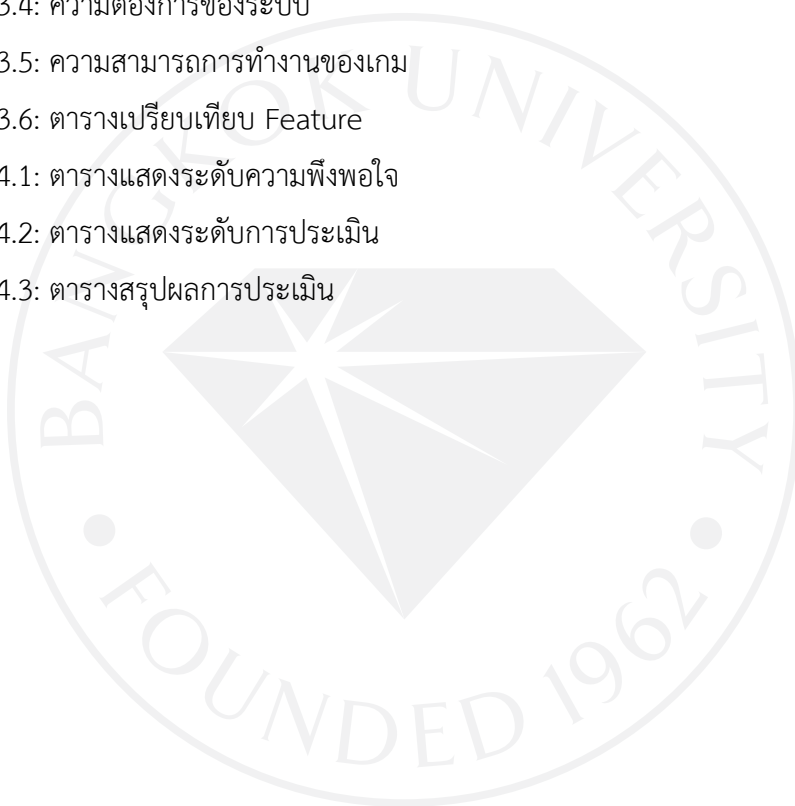 3.4: ความต้องการของระบบ
3.5: ความสามารถการทำงานของเกม
3.6: ตารางเปรียบเทียบ Feature
4.1: ตารางแสดงระดับความพึงพอใจ
4.2: ตารางแสดงระดับการประเมิน
4.3: ตารางสรุปผลการประเมิน
BANGKOK UNIVERSITY
FOUNDED 1962